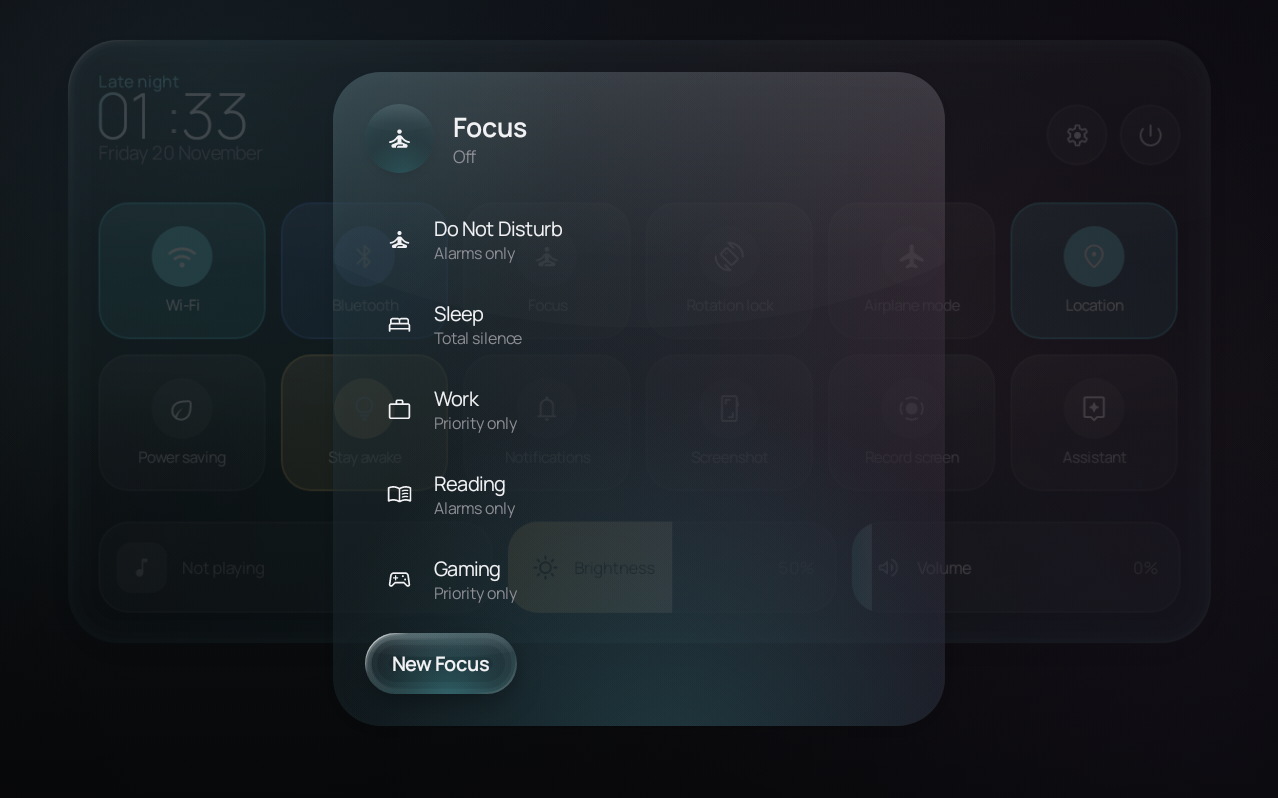 Late night
01 :33
Friday 20 November
Focus
Off
Do Not Disturb
Alarms only
Sleep
Total silence
Work
Priority only
Reading
Alarms only
Gaming
Priority only
New Focus
Wi-Fi
Bluetooth
Focus
Rotation lock
Airplane mode
Location
Power saving
Stay awake
Notifications
Screenshot
Record screen
Assistant
Not playing
Brightness
50%
Volume
0%